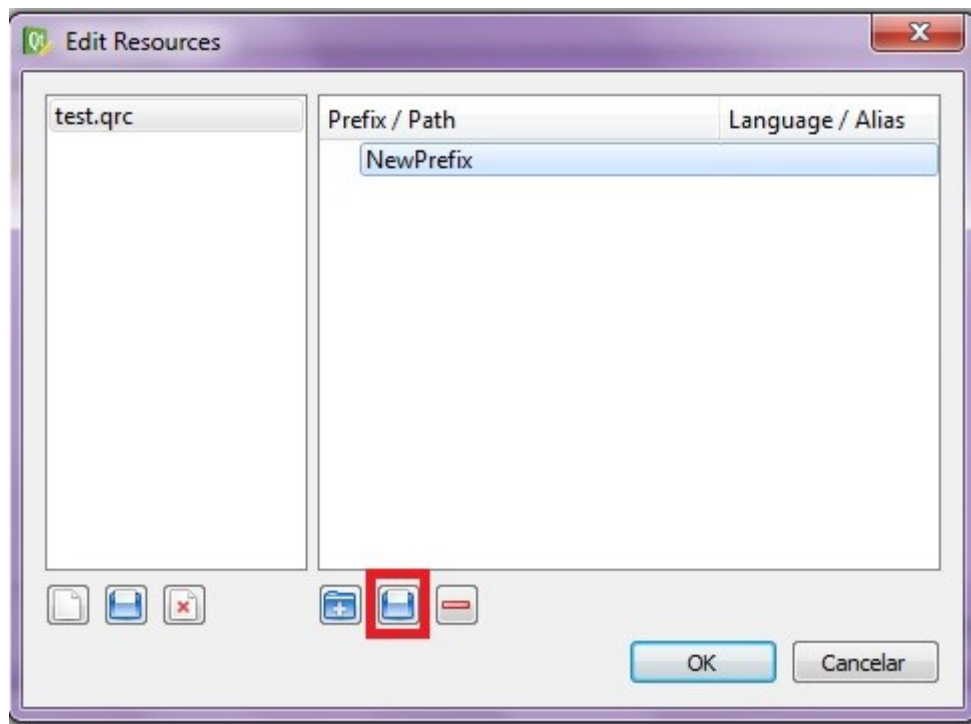 Edit Resources
test.qrc
Prefix / Path Language / Alias
NewPrefix
OK Cancelar